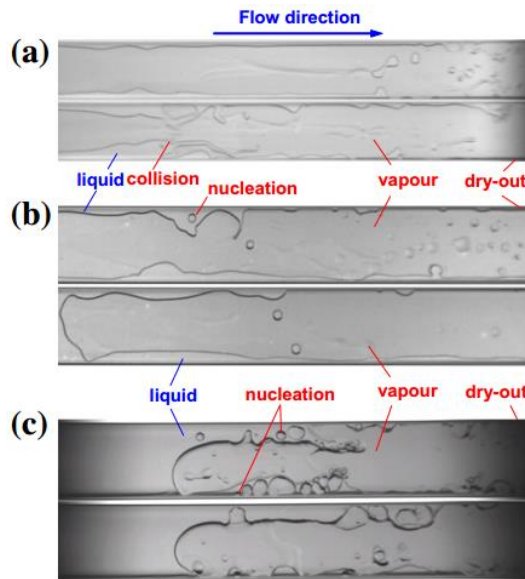 Flow direction
(a)
liquid collision vapour dry-out
nucleation
(b)
liquid nucleation vapour dry-out
(c)